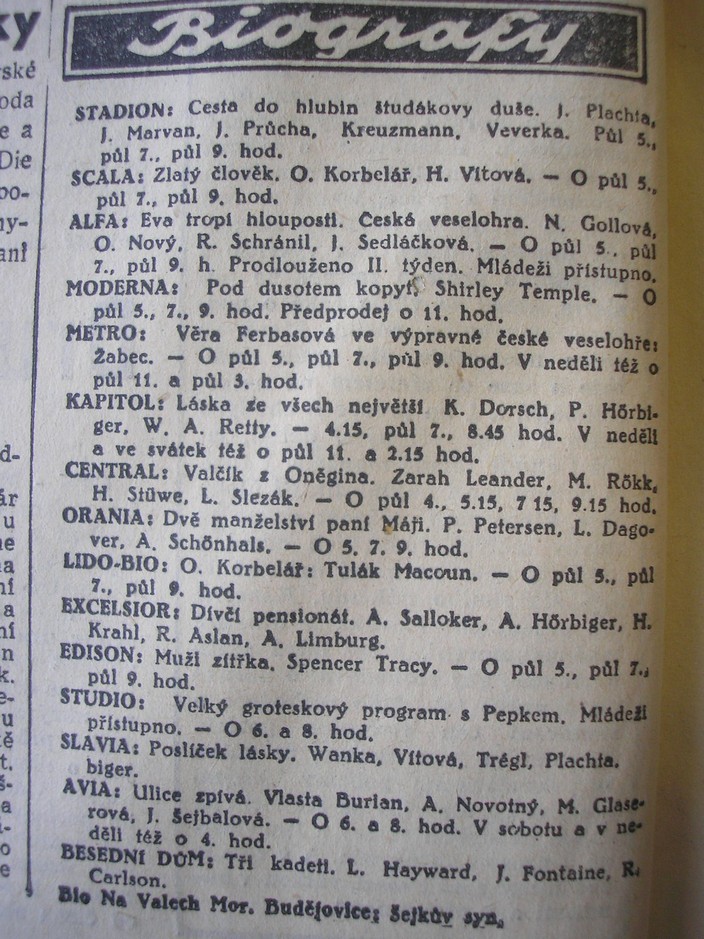 Biografy
STADION: Cesta do hlubin študákovy duše. J. Plachta,
J. Marvan, J. Průcha, Kreuzmann, Veverka. Půl 5.,
půl 7., půl 9. hod.
SCALA: Zlatý člověk. O. Korbelář, H. Vítová. — O půl 5.,
půl 7., půl 9. hod.
ALFA: Eva tropí hlouposti. Česká veselohra. N. Gollová,
O. Nový, R. Schránil, J. Sedláčková. — O půl 5., půl
7., půl 9. h. Prodlouženo II. týden. Mládeži přístupno.
MODERNA: Pod dusotem kopyt. Shirley Temple. — O
půl 5., 7., 9. hod. Předprodej o 11. hod.
METRO: Věra Ferbasová ve výpravné české veselohře:
Žabec. — O půl 5., půl 7., půl 9. hod. V neděli též o
půl 11. a půl 3. hod.
KAPITOL: Láska ze všech největší K. Dorsch, P. Hörbi-
ger, W. A. Retty. — 4.15, půl 7., 8.45 hod. V neděli
a ve svátek též o půl 11. a 2.15 hod.
CENTRAL: Valčík z Oněgina. Zarah Leander, M. Rökk,
H. Stüwe, L. Slezák. — O půl 4., 5.15, 7 15, 9.15 hod.
ORANIA: Dvě manželství paní Máji. P. Petersen, L. Dago-
ver, A. Schönhals. — O 5. 7. 9. hod.
LIDO-BIO: O. Korbelář: Tulák Macoun. — O půl 5., půl
7., půl 9. hod.
EXCELSIOR: Dívčí pensionát. A. Salloker, A. Hörbiger, H.
Krahl, R. Aslan, A. Limburg.
EDISON: Muži zítřka. Spencer Tracy. — O půl 5., půl 7.,
půl 9. hod.
STUDIO: Velký groteskový program s Pepkem. Mládeži
přístupno. — O 6. a 8. hod.
SLAVIA: Poslíček lásky. Wanka, Vítová, Trégl, Plachta.
biger.
AVIA: Ulice zpívá. Vlasta Burian, A. Novotný, M. Glase-
rová, J. Šejbalová. — O 6. a 8. hod. V sobotu a v ne-
děli též o 4. hod.
BESEDNÍ DŮM: Tři kadeti. L. Hayward, J. Fontaine, R.
Carlson.
Bio Na Valech Mor. Budějovice: Šejkův syn.